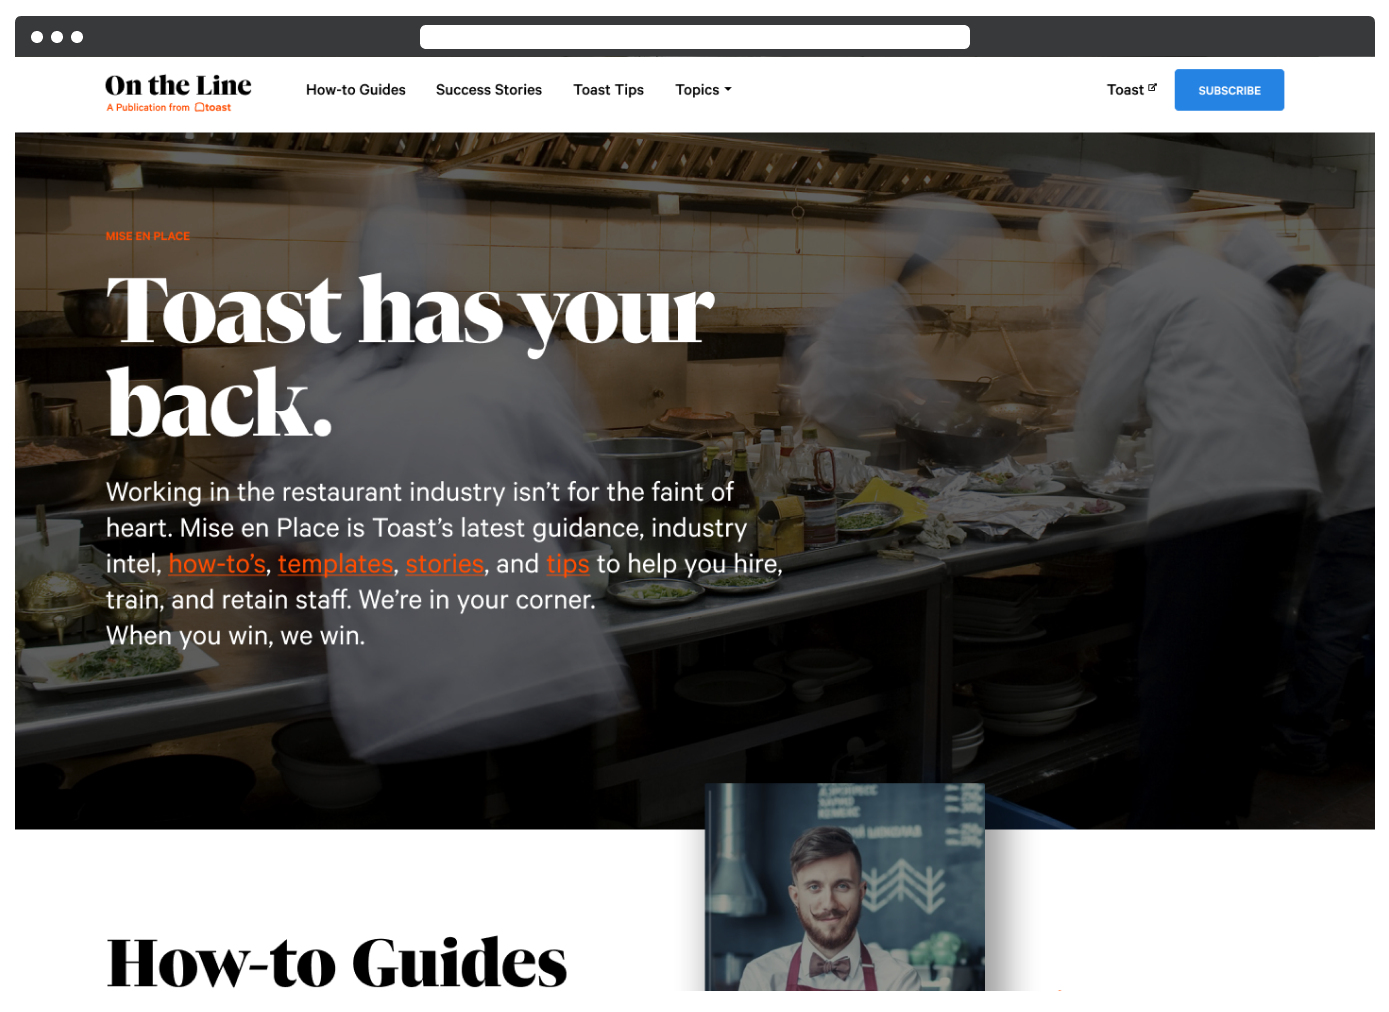 On the Line
A Publication from toast
How-to Guides
Success Stories
Toast Tips
Topics
Toast
SUBSCRIBE
MISE EN PLACE
Toast has your
back.
Working in the restaurant industry isn’t for the faint of
heart. Mise en Place is Toast’s latest guidance, industry
intel, how-to’s, templates, stories, and tips to help you hire,
train, and retain staff. We’re in your corner.
When you win, we win.
How-to Guides